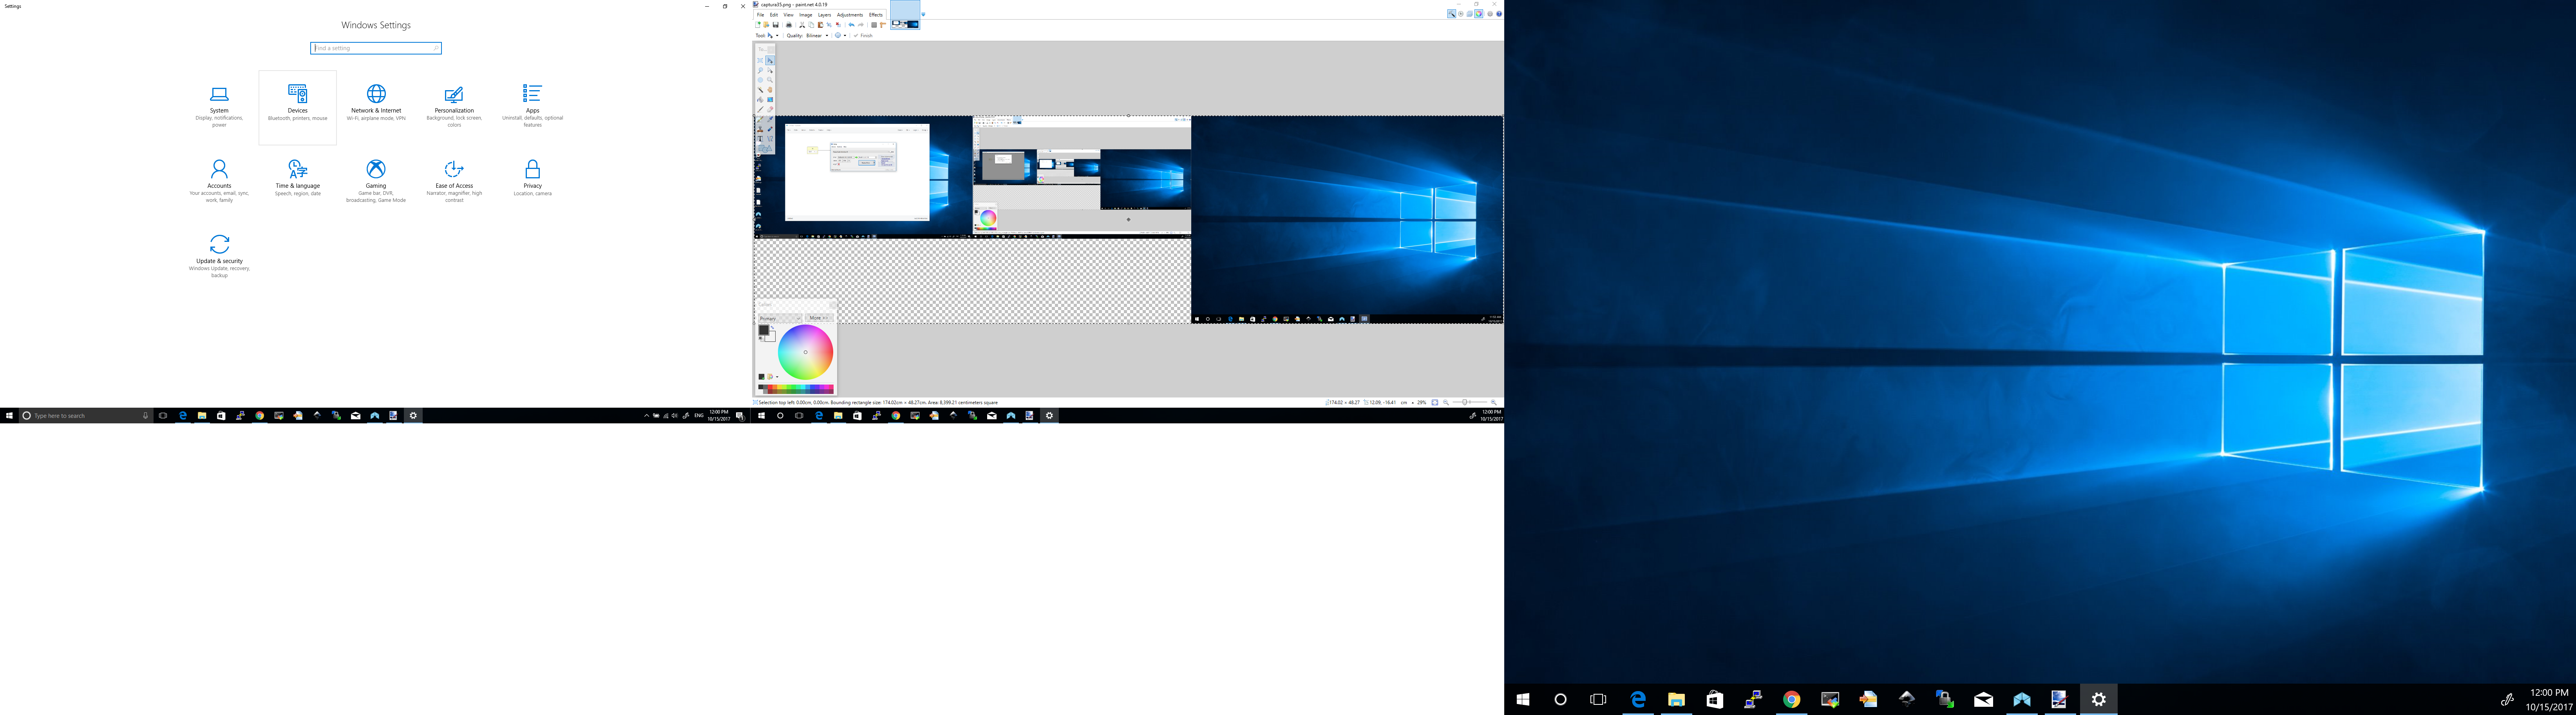 Settings
Windows Settings
Find a setting
System
Display, notifications,
power
Devices
Bluetooth, printers, mouse
Network & Internet
Wi-Fi, airplane mode, VPN
Personalization
Background, lock screen,
colors
Apps
Uninstall, defaults, optional
features
Accounts
Your accounts, email, sync,
work, family
Time & language
Speech, region, date
Gaming
Game bar, DVR,
broadcasting, Game Mode
Ease of Access
Narrator, magnifier, high
contrast
Privacy
Location, camera
Update & security
Windows Update, recovery,
backup
Type here to search
ENG
12:00 PM
10/15/2017
captura35.png - paint.net 4.0.19
File Edit View Image Layers Adjustments Effects
Tool: Quality: Bilinear Finish
To...
Colors
Primary
More >>
Selection top left: 0.00cm, 0.00cm. Bounding rectangle size: 174.02cm × 48.27cm. Area: 8,399.21 centimeters square
174.02 × 48.27 12.09, -16.41 cm 29%
12:00 PM
10/15/2017
12:00 PM
10/15/2017